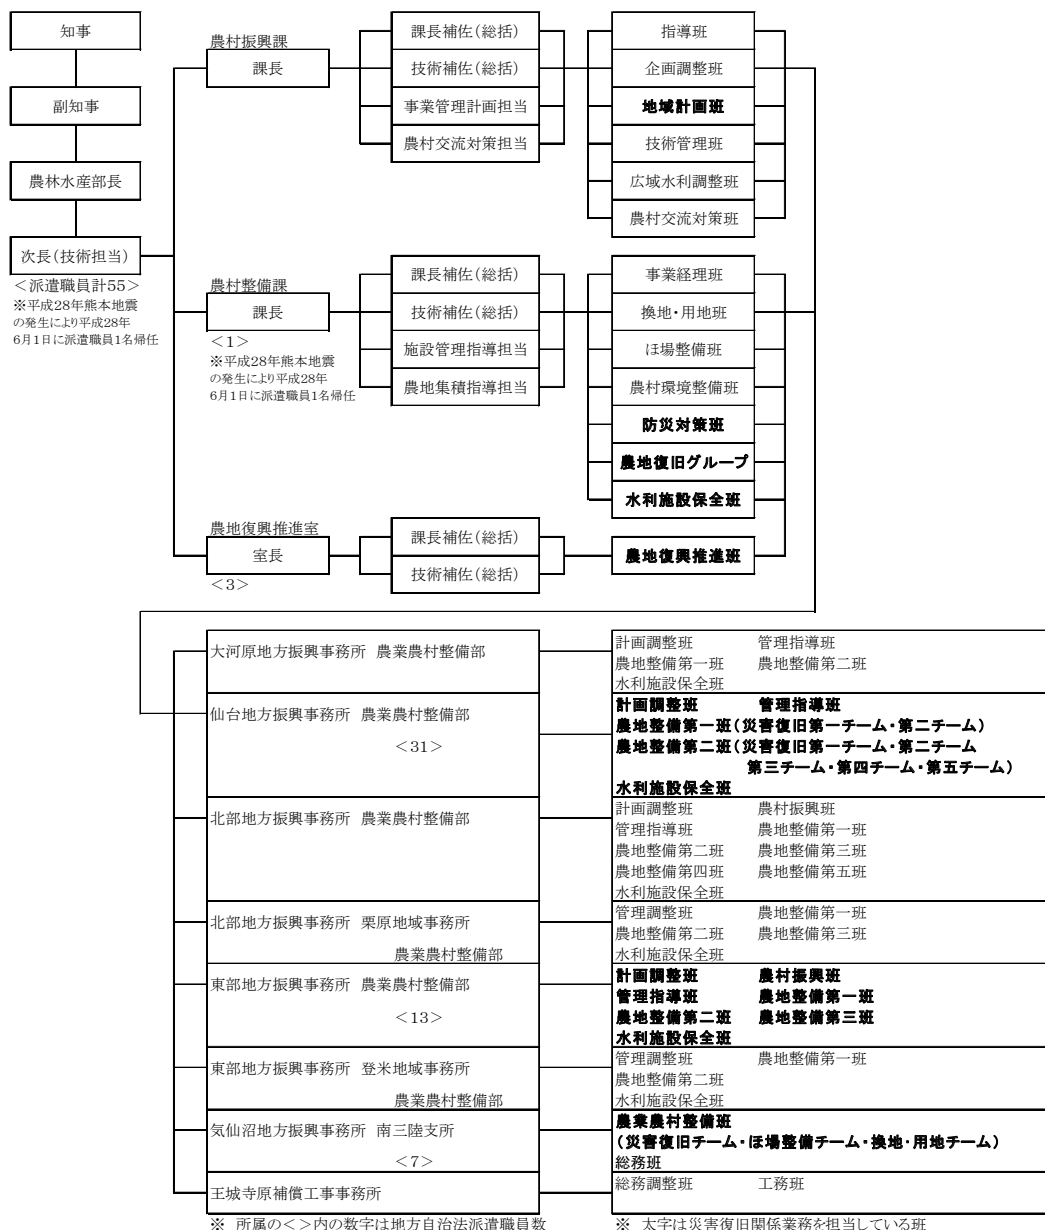 知事
副知事
農林水産部長
次長(技術担当)
<派遣職員計55>
※平成28年熊本地震
の発生により平成28年
6月1日に派遣職員1名帰任
農村振興課
課長
課長補佐(総括)
技術補佐(総括)
事業管理計画担当
農村交流対策担当
指導班
企画調整班
地域計画班
技術管理班
広域水利調整班
農村交流対策班
農村整備課
課長
<1>
※平成28年熊本地震
の発生により平成28年
6月1日に派遣職員1名帰任
課長補佐(総括)
技術補佐(総括)
施設管理指導担当
農地集積指導担当
事業経理班
換地・用地班
ほ場整備班
農村環境整備班
防災対策班
農地復旧グループ
水利施設保全班
農地復興推進室
室長
<3>
課長補佐(総括)
技術補佐(総括)
農地復興推進班
大河原地方振興事務所 農業農村整備部
計画調整班 管理指導班
農地整備第一班 農地整備第二班
水利施設保全班
仙台地方振興事務所 農業農村整備部
<31>
計画調整班 管理指導班
農地整備第一班(災害復旧第一チーム・第二チーム)
農地整備第二班(災害復旧第一チーム・第二チーム
第三チーム・第四チーム・第五チーム)
水利施設保全班
北部地方振興事務所 農業農村整備部
計画調整班 農村振興班
管理指導班 農地整備第一班
農地整備第二班 農地整備第三班
農地整備第四班 農地整備第五班
水利施設保全班
北部地方振興事務所 栗原地域事務所
農業農村整備部
管理調整班 農地整備第一班
農地整備第二班 農地整備第三班
水利施設保全班
東部地方振興事務所 農業農村整備部
<13>
計画調整班 農村振興班
管理指導班 農地整備第一班
農地整備第二班 農地整備第三班
水利施設保全班
東部地方振興事務所 登米地域事務所
農業農村整備部
管理調整班 農地整備第一班
農地整備第二班
水利施設保全班
気仙沼地方振興事務所 南三陸支所
<7>
農業農村整備班
(災害復旧チーム・ほ場整備チーム・換地・用地チーム)
総務班
王城寺原補償工事事務所
総務調整班 工務班
※ 所属の<>内の数字は地方自治法派遣職員数
※ 太字は災害復旧関係業務を担当している班